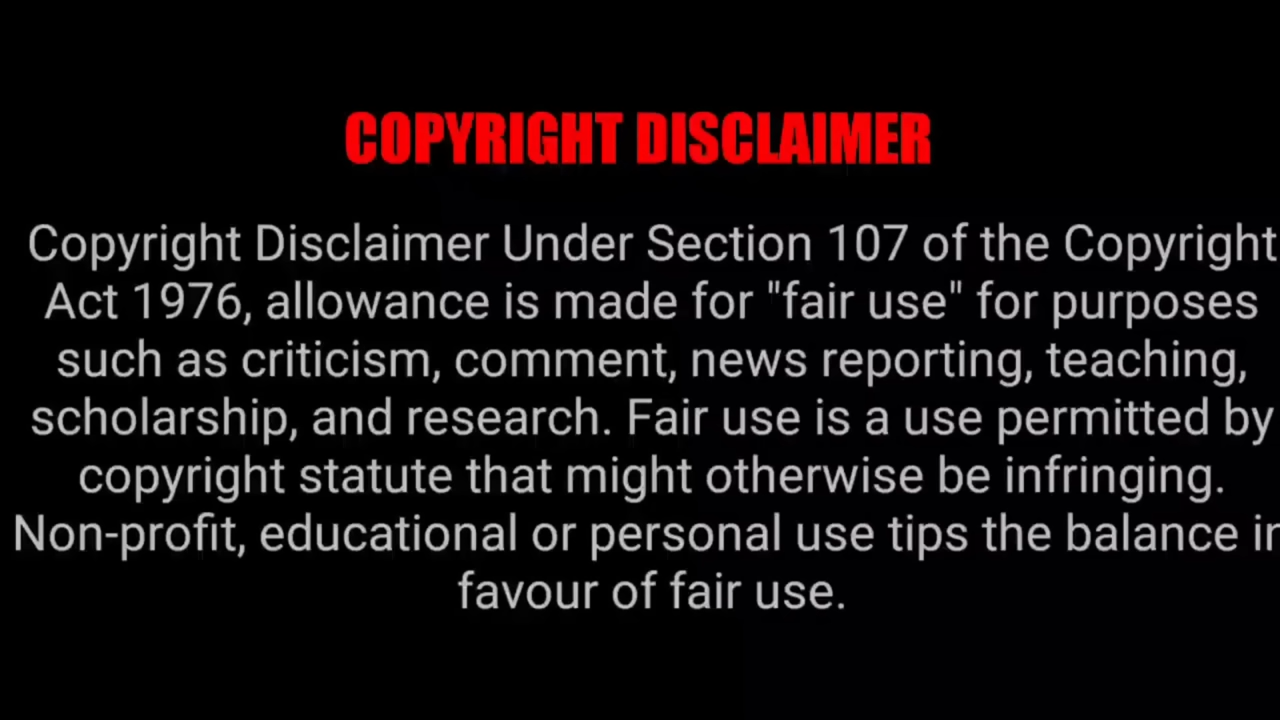 COPYRIGHT DISCLAIMER
Copyright Disclaimer Under Section 107 of the Copyright
Act 1976, allowance is made for "fair use" for purposes
such as criticism, comment, news reporting, teaching,
scholarship, and research. Fair use is a use permitted by
copyright statute that might otherwise be infringing.
Non-profit, educational or personal use tips the balance in
favour of fair use.